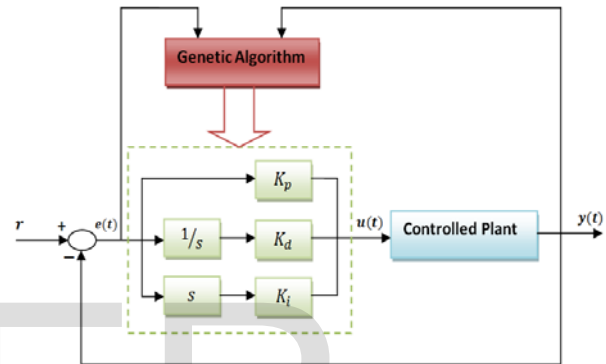 Genetic Algorithm
K_p
r
+
e(t)
−
1/s
K_d
u(t)
Controlled Plant
y(t)
s
K_i